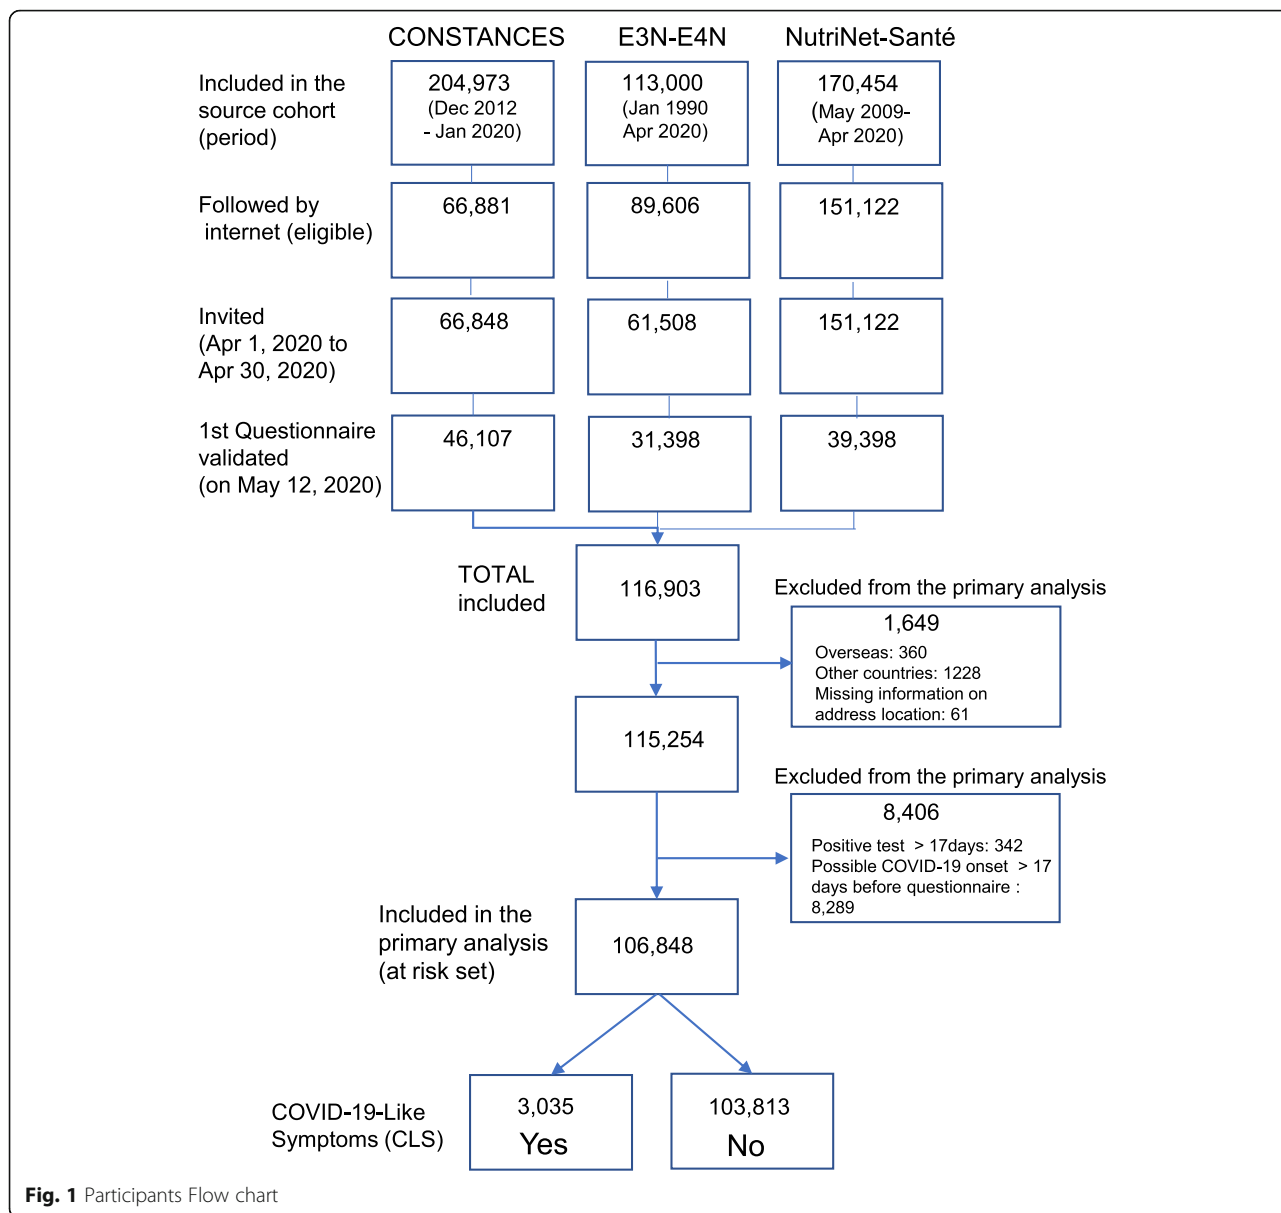 CONSTANCES
E3N-E4N
NutriNet-Santé
Included in the
source cohort
(period)
204,973
(Dec 2012
- Jan 2020)
113,000
(Jan 1990
Apr 2020)
170,454
(May 2009-
Apr 2020)
Followed by
internet (eligible)
66,881
89,606
151,122
Invited
(Apr 1, 2020 to
Apr 30, 2020)
66,848
61,508
151,122
1st Questionnaire
validated
(on May 12, 2020)
46,107
31,398
39,398
TOTAL
included
116,903
Excluded from the primary analysis
1,649
Overseas: 360
Other countries: 1228
Missing information on
address location: 61
115,254
Excluded from the primary analysis
8,406
Positive test > 17days: 342
Possible COVID-19 onset > 17
days before questionnaire :
8,289
Included in the
primary analysis
(at risk set)
106,848
COVID-19-Like
Symptoms (CLS)
3,035
Yes
103,813
No
Fig. 1 Participants Flow chart